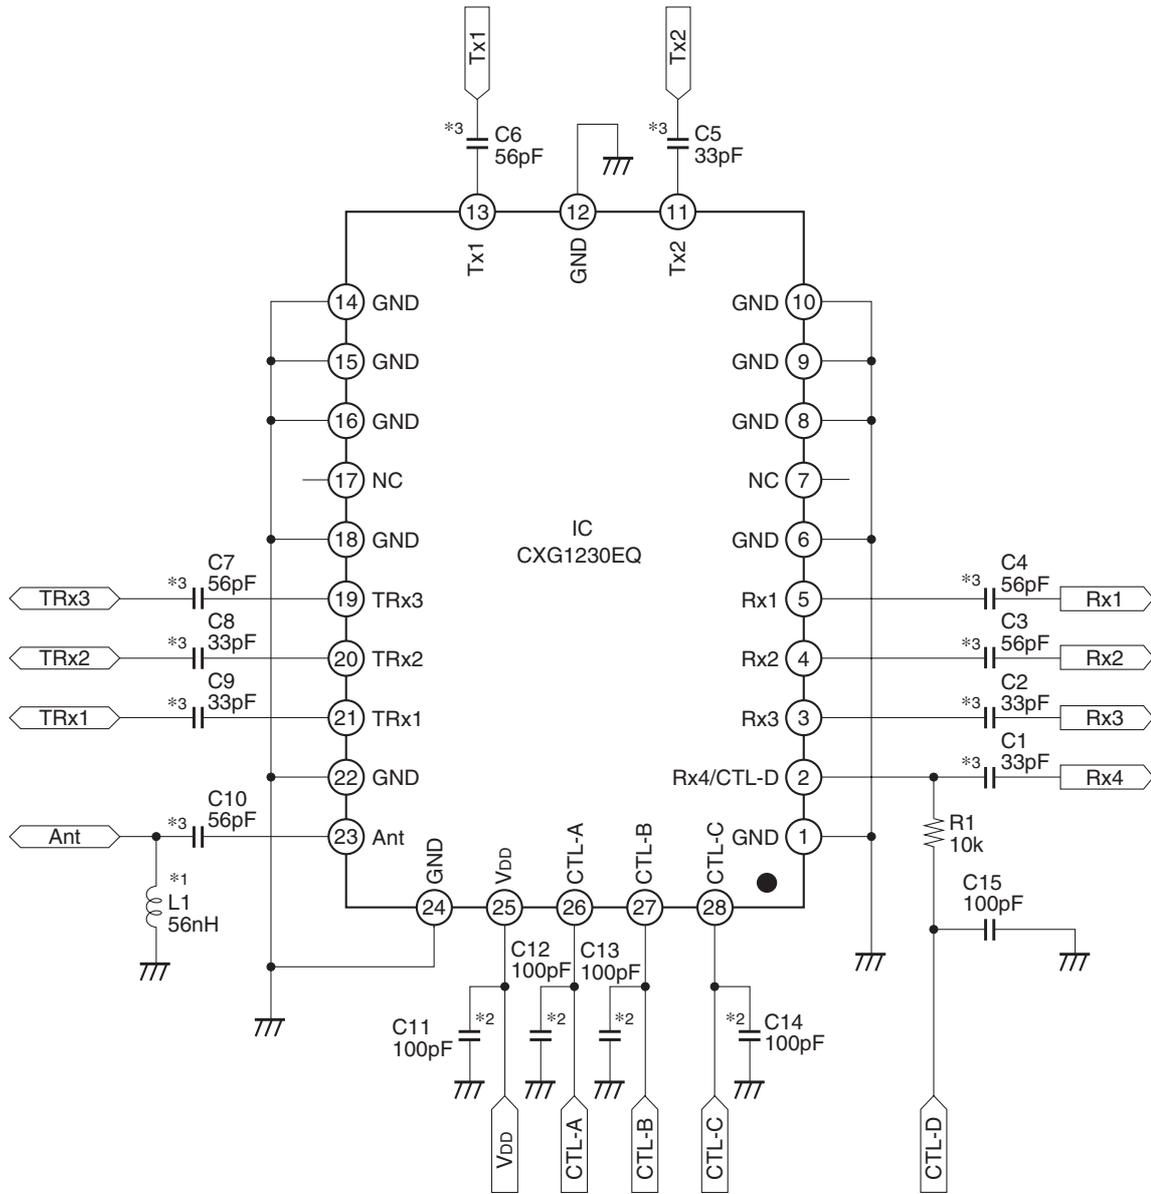 Tx1
Tx2
*3
C6
56pF
*3
C5
33pF
13
12
11
Tx1
GND
Tx2
14
GND
GND
10
15
GND
GND
9
16
GND
GND
8
17
NC
NC
7
18
GND
GND
6
IC
CXG1230EQ
TRx3
*3
C7
56pF
19
TRx3
Rx1
5
*3
C4
56pF
Rx1
TRx2
*3
C8
33pF
20
TRx2
Rx2
4
*3
C3
56pF
Rx2
TRx1
*3
C9
33pF
21
TRx1
Rx3
3
*3
C2
33pF
Rx3
22
GND
Rx4/CTL-D
2
*3
C1
33pF
Rx4
Ant
*3
C10
56pF
23
Ant
GND
1
R1
10k
*1
L1
56nH
GND
VDD
CTL-A
CTL-B
CTL-C
24
25
26
27
28
C15
100pF
C12
100pF
C13
100pF
C11
100pF
*2
*2
*2
*2
C14
100pF
VDD
CTL-A
CTL-B
CTL-C
CTL-D